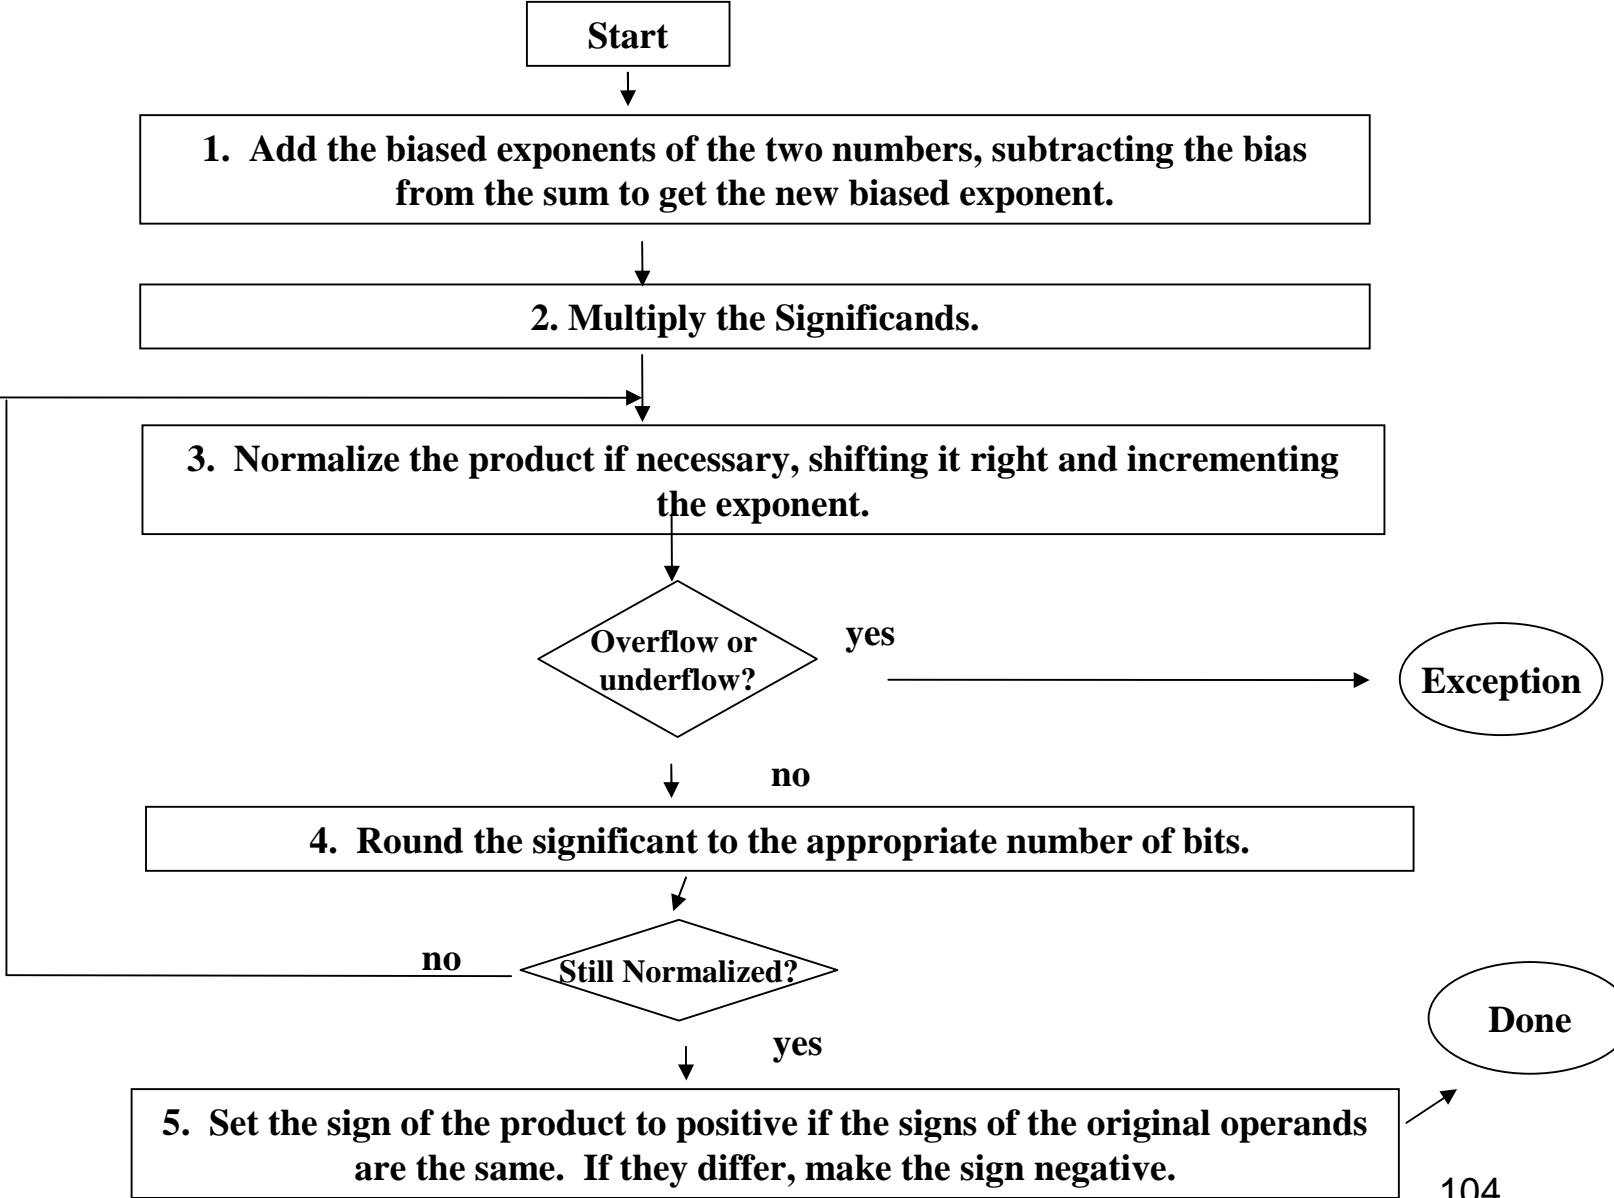 Start
1. Add the biased exponents of the two numbers, subtracting the bias
from the sum to get the new biased exponent.
2. Multiply the Significands.
3. Normalize the product if necessary, shifting it right and incrementing
the exponent.
Overflow or
underflow?
yes
Exception
no
4. Round the significant to the appropriate number of bits.
no
Still Normalized?
Done
yes
5. Set the sign of the product to positive if the signs of the original operands
are the same. If they differ, make the sign negative.
104